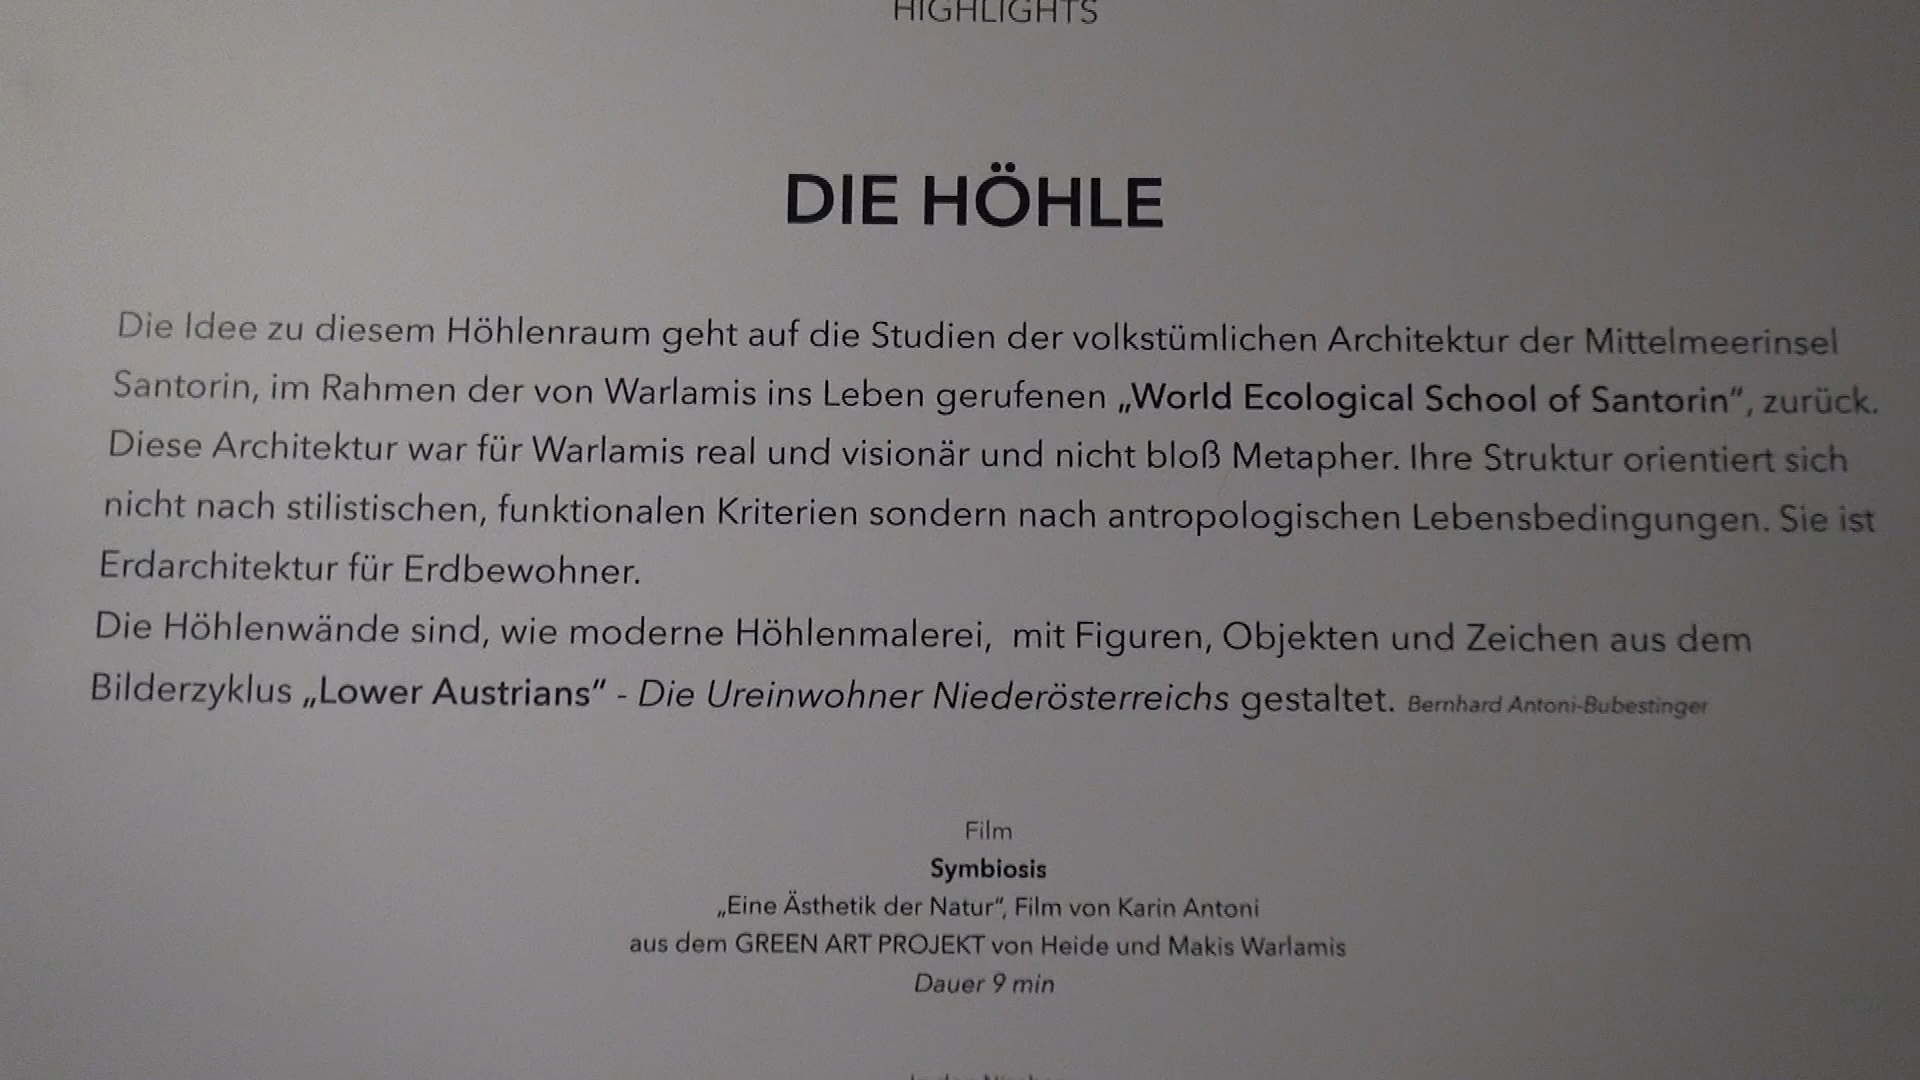 HIGHLIGHTS
DIE HÖHLE
Die Idee zu diesem Höhlenraum geht auf die Studien der volkstümlichen Architektur der Mittelmeerinsel
Santorin, im Rahmen der von Warlamis ins Leben gerufenen „World Ecological School of Santorin“, zurück.
Diese Architektur war für Warlamis real und visionär und nicht bloß Metapher. Ihre Struktur orientiert sich
nicht nach stilistischen, funktionalen Kriterien sondern nach antropologischen Lebensbedingungen. Sie ist
Erdarchitektur für Erdbewohner.
Die Höhlenwände sind, wie moderne Höhlenmalerei, mit Figuren, Objekten und Zeichen aus dem
Bilderzyklus „Lower Austrians“ - Die Ureinwohner Niederösterreichs gestaltet. Bernhard Antoni-Bubestinger
Film
Symbiosis
„Eine Ästhetik der Natur“, Film von Karin Antoni
aus dem GREEN ART PROJEKT von Heide und Makis Warlamis
Dauer 9 min